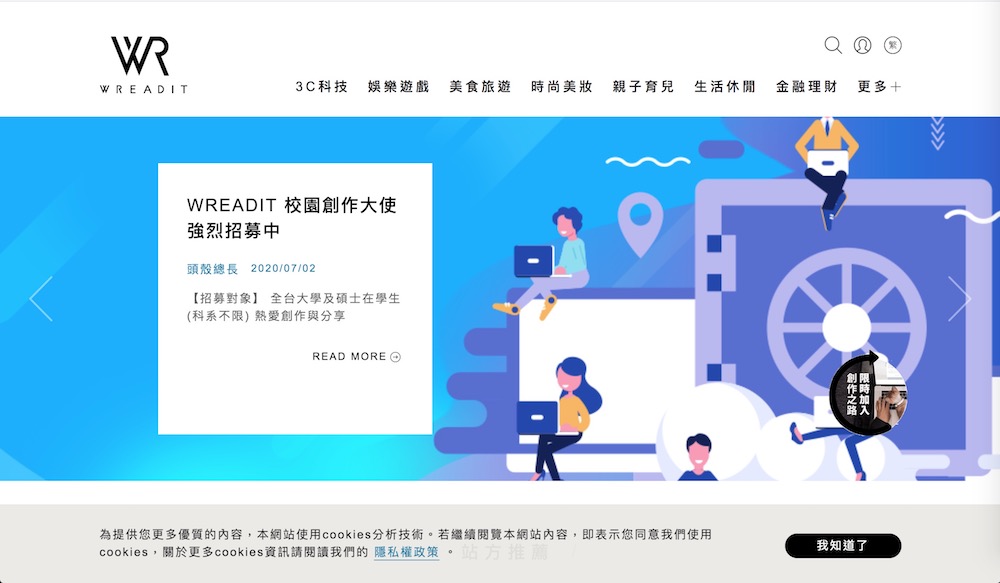 WR
WREADIT
繁
3C科技 娛樂遊戲 美食旅遊 時尚美妝 親子育兒 生活休閒 金融理財 更多+
WREADIT 校園創作大使
強烈招募中
頭殼總長 2020/07/02
【招募對象】 全台大學及碩士在學生
(科系不限) 熱愛創作與分享
READ MORE
限時加入
創作之路
為提供您更多優質的內容，本網站使用cookies分析技術。若繼續閱覽本網站內容，即表示您同意我們使用
cookies，關於更多cookies資訊請閱讀我們的 隱私權政策 。
站方推薦
我知道了